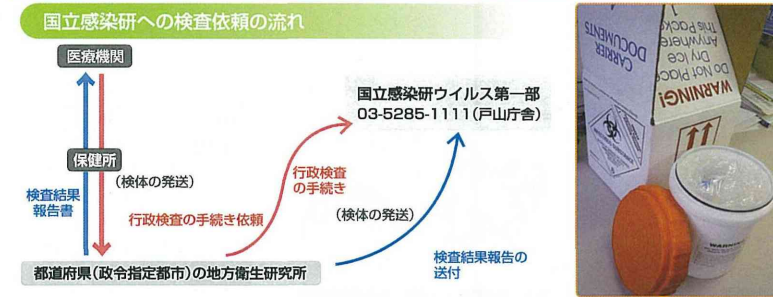 国立感染研への検査依頼の流れ
医療機関
国立感染研ウイルス第一部
03-5285-1111(戸山庁舎)
保健所
(検体の発送)
検査結果
報告書
行政検査の手続き依頼
行政検査
の手続き
(検体の発送)
検査結果報告の
送付
都道府県(政令指定都市)の地方衛生研究所
CARRIER
DOCUMENTS
WARNING!
Do Not Place
Dry Ice
Anywhere
This Pack
WARNING